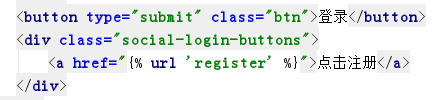 <button type="submit" class="btn">登录</button>
<div class="social-login-buttons">
<a href="{% url 'register' %}">点击注册</a>
</div>